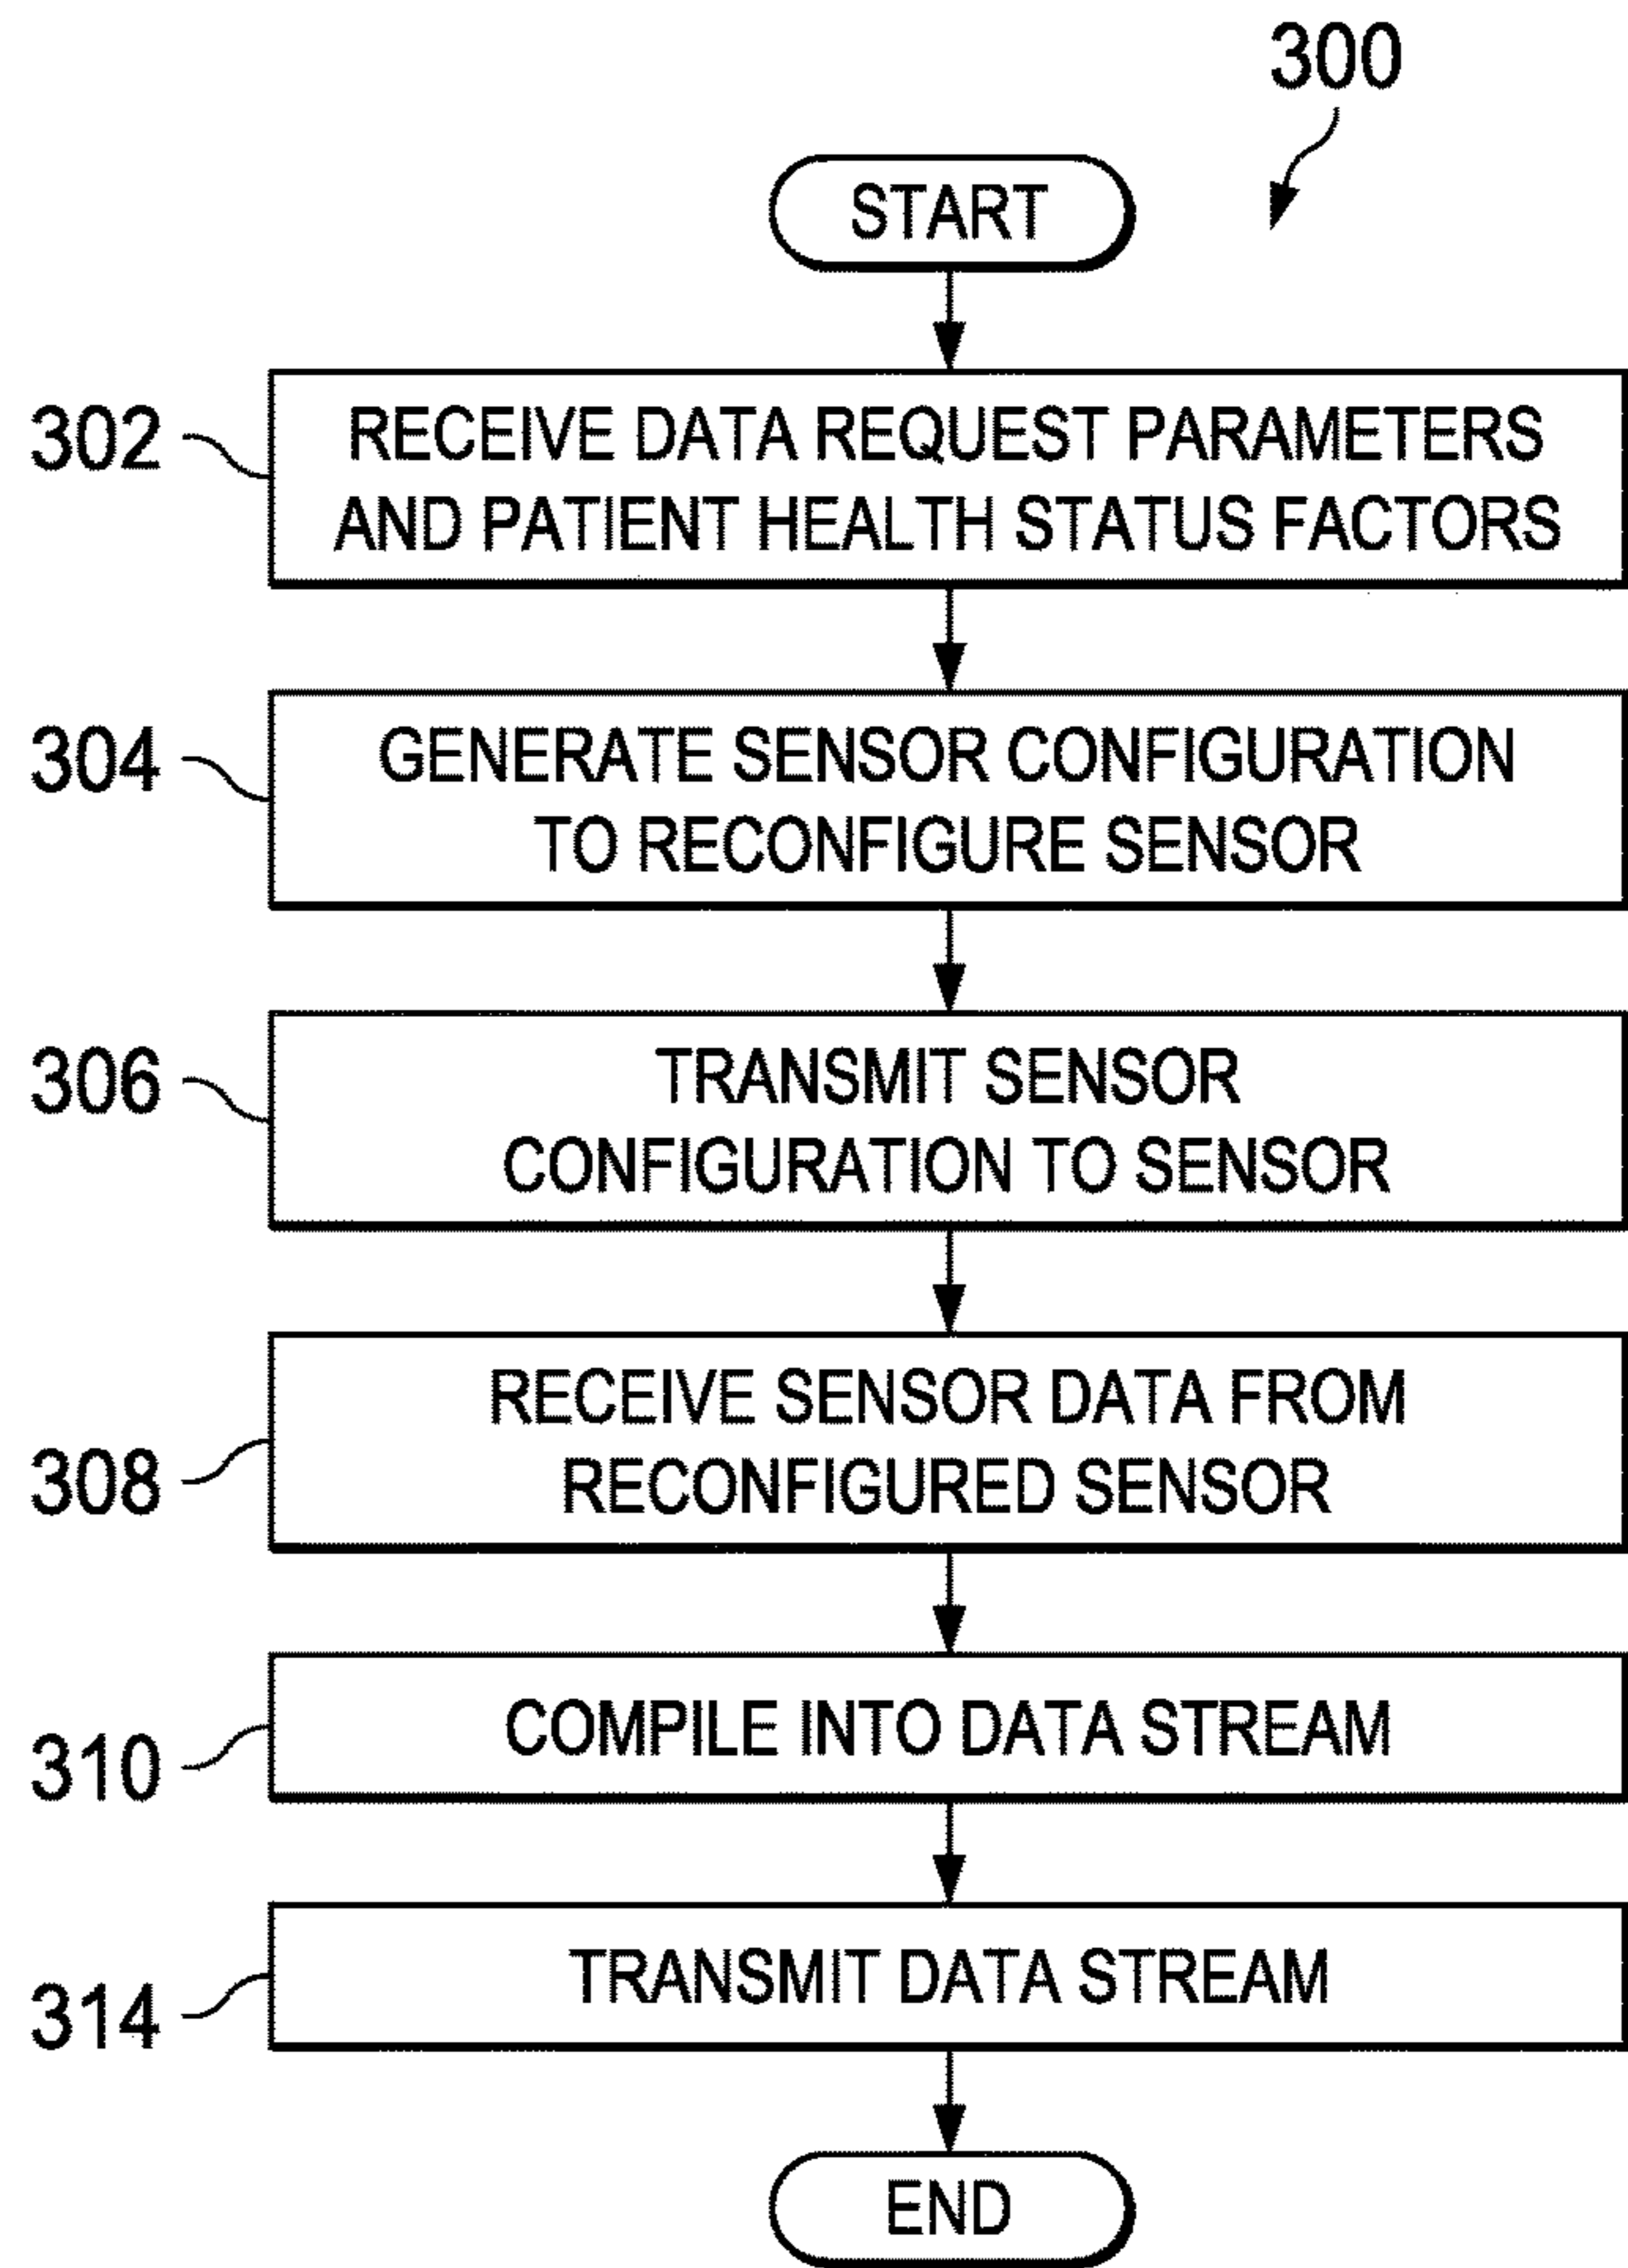 300
START
302
RECEIVE DATA REQUEST PARAMETERS
AND PATIENT HEALTH STATUS FACTORS
304
GENERATE SENSOR CONFIGURATION
TO RECONFIGURE SENSOR
306
TRANSMIT SENSOR
CONFIGURATION TO SENSOR
308
RECEIVE SENSOR DATA FROM
RECONFIGURED SENSOR
310
COMPILE INTO DATA STREAM
314
TRANSMIT DATA STREAM
END